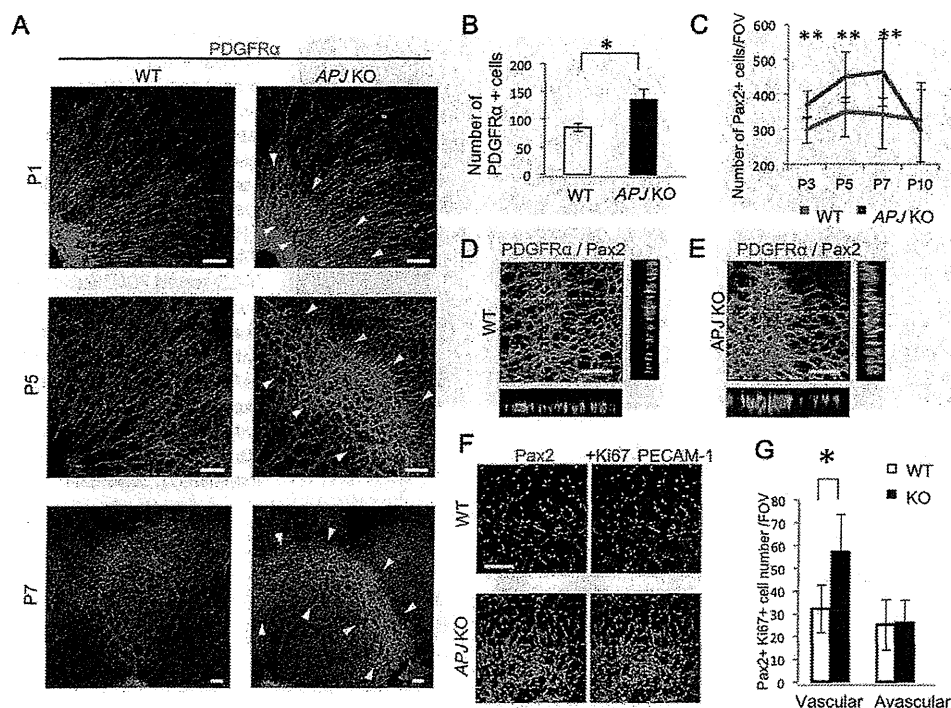 A
PDGFRα
WT
APJ KO
P1
P5
P7
B
*
Number of
PDGFRα + cells
200
150
100
50
0
WT
APJ KO
C
Number of Pax2+ cells/FOV
600
500
400
300
200
** ** **
P3 P5 P7 P10
WT APJ KO
D
PDGFRα / Pax2
WT
E
PDGFRα / Pax2
APJ KO
F
Pax2
+Ki67 PECAM-1
WT
APJ KO
G
*
WT
KO
Pax2+ Ki67+ cell number /FOV
80
70
60
50
40
30
20
10
0
Vascular Avascular